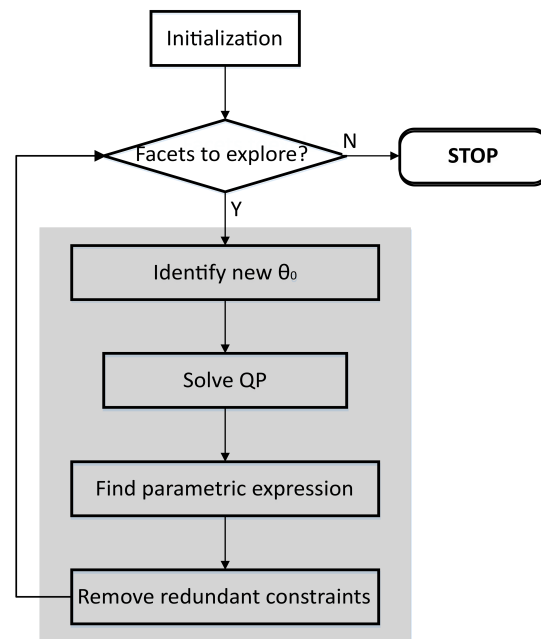 Initialization
Facets to explore?
N
STOP
Y
Identify new θ₀
Solve QP
Find parametric expression
Remove redundant constraints